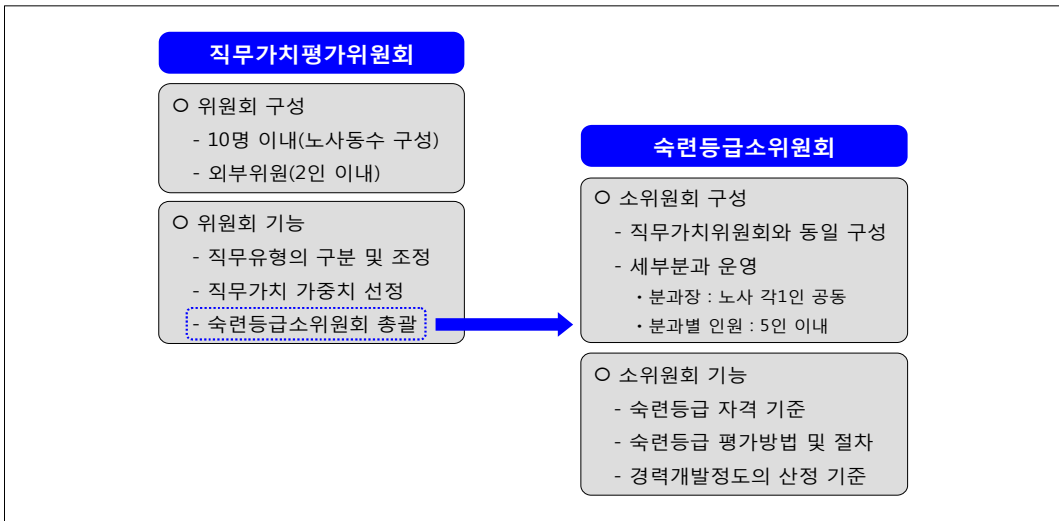 직무가치평가위원회
○ 위원회 구성
- 10명 이내(노사동수 구성)
- 외부위원(2인 이내)
○ 위원회 기능
- 직무유형의 구분 및 조정
- 직무가치 가중치 선정
- 숙련등급소위원회 총괄
숙련등급소위원회
○ 소위원회 구성
- 직무가치위원회와 동일 구성
- 세부분과 운영
・분과장 : 노사 각1인 공동
・분과별 인원 : 5인 이내
○ 소위원회 기능
- 숙련등급 자격 기준
- 숙련등급 평가방법 및 절차
- 경력개발정도의 산정 기준